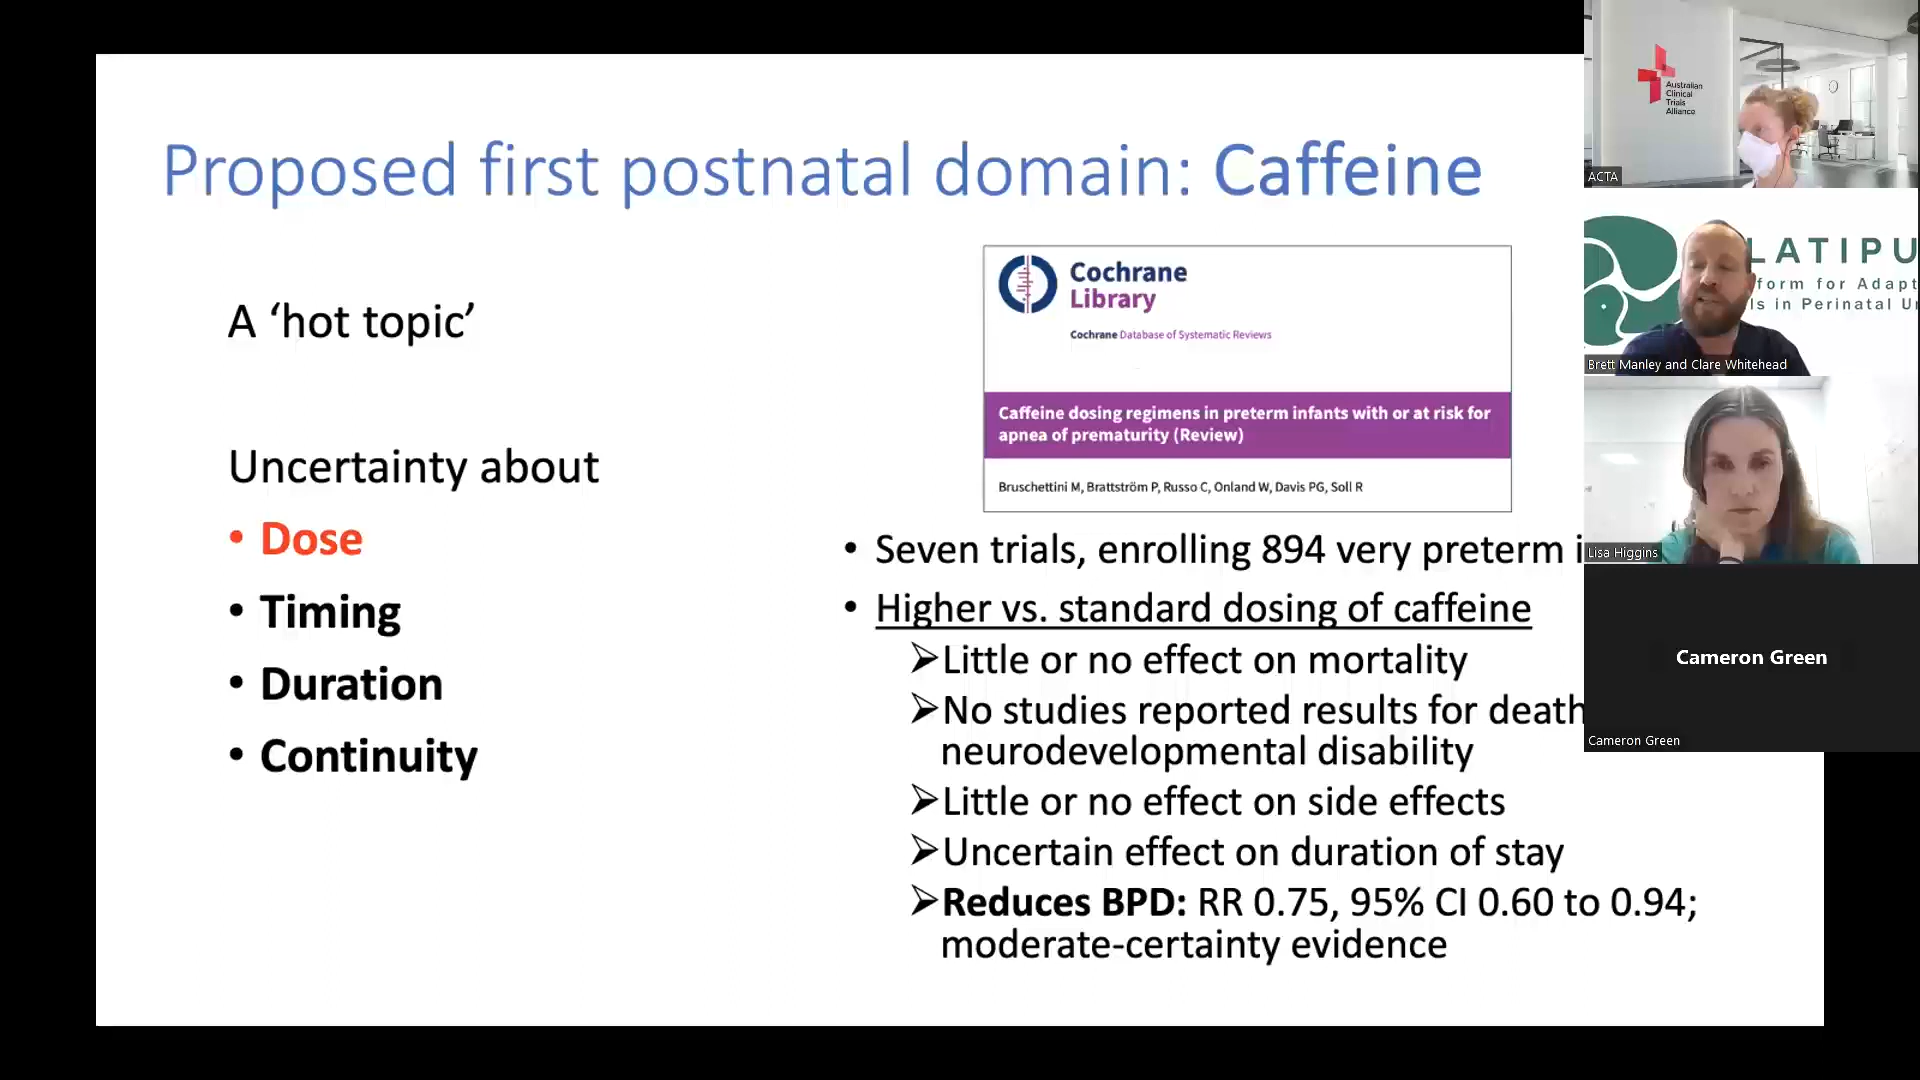 Proposed first postnatal domain: Caffeine
A ‘hot topic’
Uncertainty about
• Dose
• Timing
• Duration
• Continuity
Cochrane
Library
Cochrane Database of Systematic Reviews
Caffeine dosing regimens in preterm infants with or at risk for
apnea of prematurity (Review)
Bruschettini M, Brattström P, Russo C, Onland W, Davis PG, Soll R
• Seven trials, enrolling 894 very preterm i
• Higher vs. standard dosing of caffeine
➢Little or no effect on mortality
➢No studies reported results for death
neurodevelopmental disability
➢Little or no effect on side effects
➢Uncertain effect on duration of stay
➢Reduces BPD: RR 0.75, 95% CI 0.60 to 0.94;
moderate-certainty evidence
Australian
Clinical
Trials
Alliance
ACTA
LATIPU
form for Adapt
ls in Perinatal U
Brett Manley and Clare Whitehead
Lisa Higgins
Cameron Green
Cameron Green